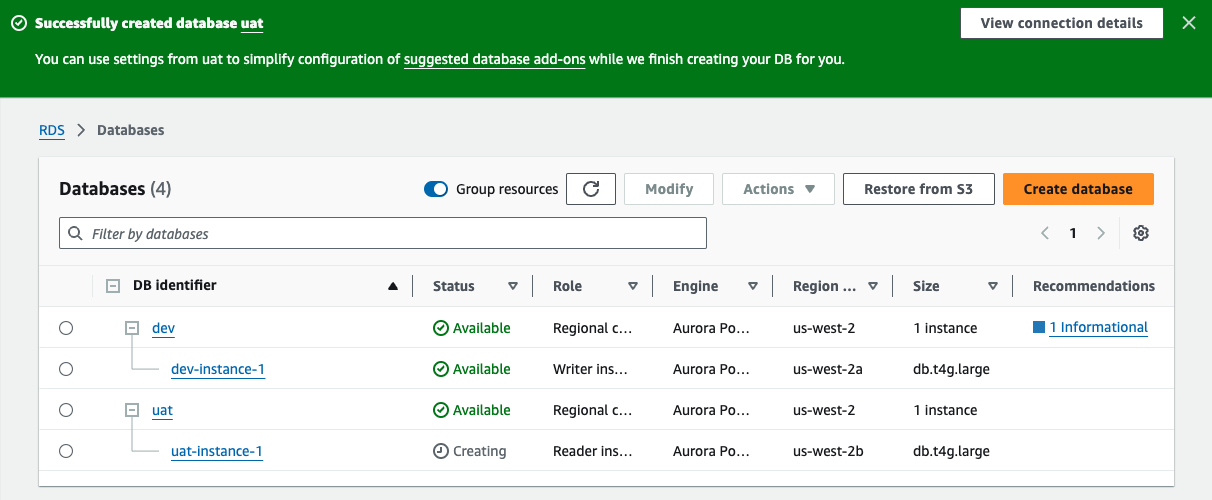 Successfully created database uat
View connection details
You can use settings from uat to simplify configuration of suggested database add-ons while we finish creating your DB for you.
RDS > Databases
Databases (4)
Group resources
Modify
Actions
Restore from S3
Create database
Filter by databases
1
DB identifier Status Role Engine Region ... Size Recommendations
dev Available Regional c... Aurora Po... us-west-2 1 instance 1 Informational
dev-instance-1 Available Writer ins... Aurora Po... us-west-2a db.t4g.large
uat Available Regional c... Aurora Po... us-west-2 1 instance
uat-instance-1 Creating Reader ins... Aurora Po... us-west-2b db.t4g.large